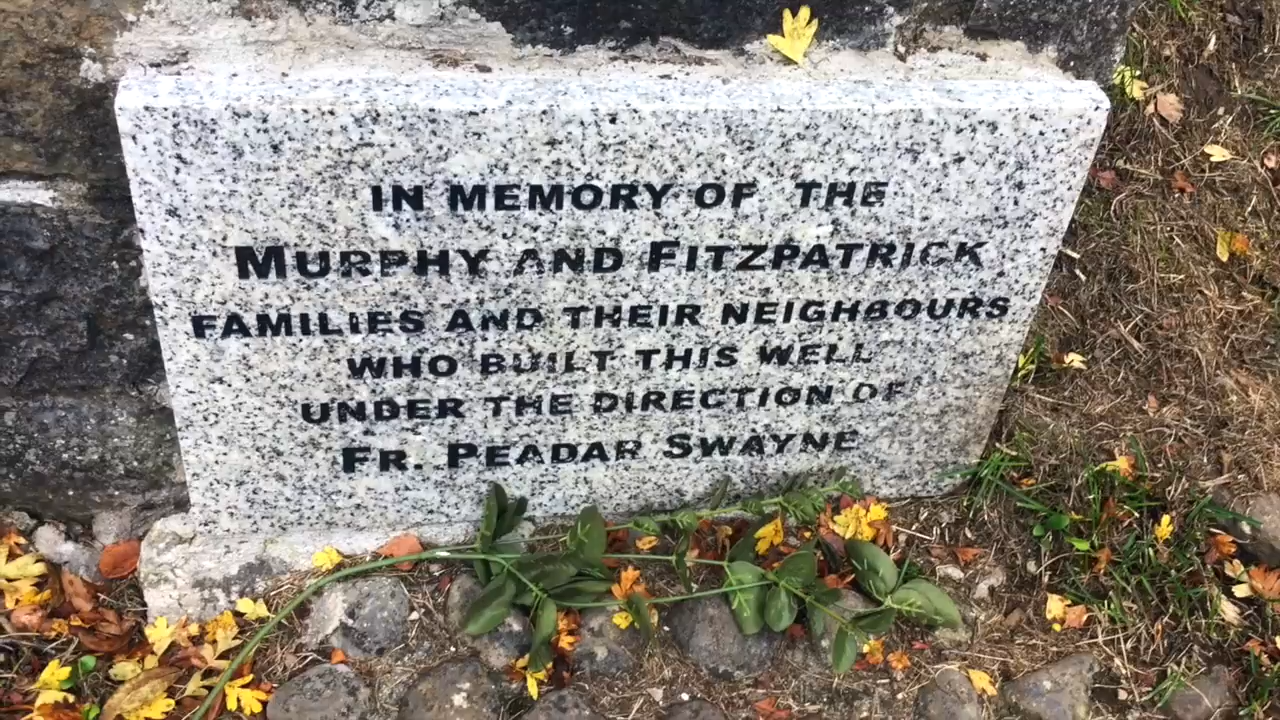 IN MEMORY OF THE
MURPHY AND FITZPATRICK
FAMILIES AND THEIR NEIGHBOURS
WHO BUILT THIS WELL
UNDER THE DIRECTION OF
FR. PEADAR SWAYNE